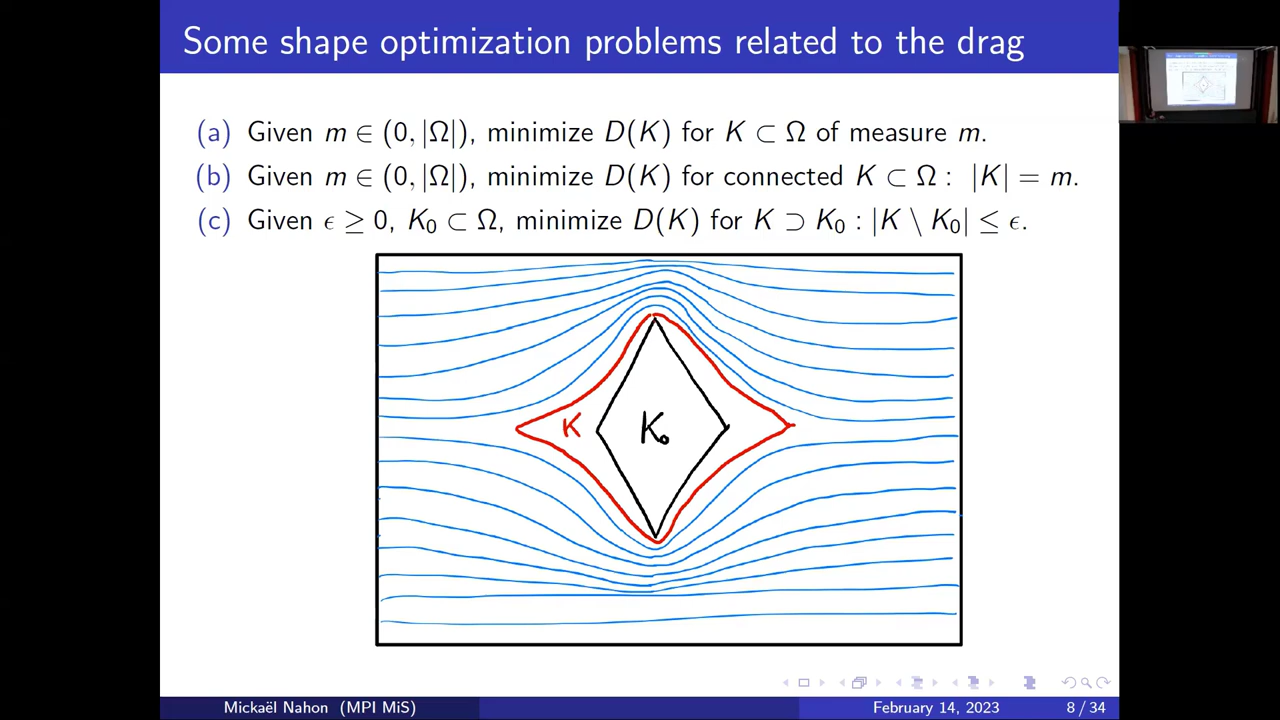 Some shape optimization problems related to the drag
(a) Given m ∈ (0, |Ω|), minimize D(K) for K ⊂ Ω of measure m.
(b) Given m ∈ (0, |Ω|), minimize D(K) for connected K ⊂ Ω : |K| = m.
(c) Given ϵ ≥ 0, K₀ ⊂ Ω, minimize D(K) for K ⊃ K₀ : |K \ K₀| ≤ ϵ.
K K₀
Mickaël Nahon (MPI MiS) February 14, 2023 8 / 34